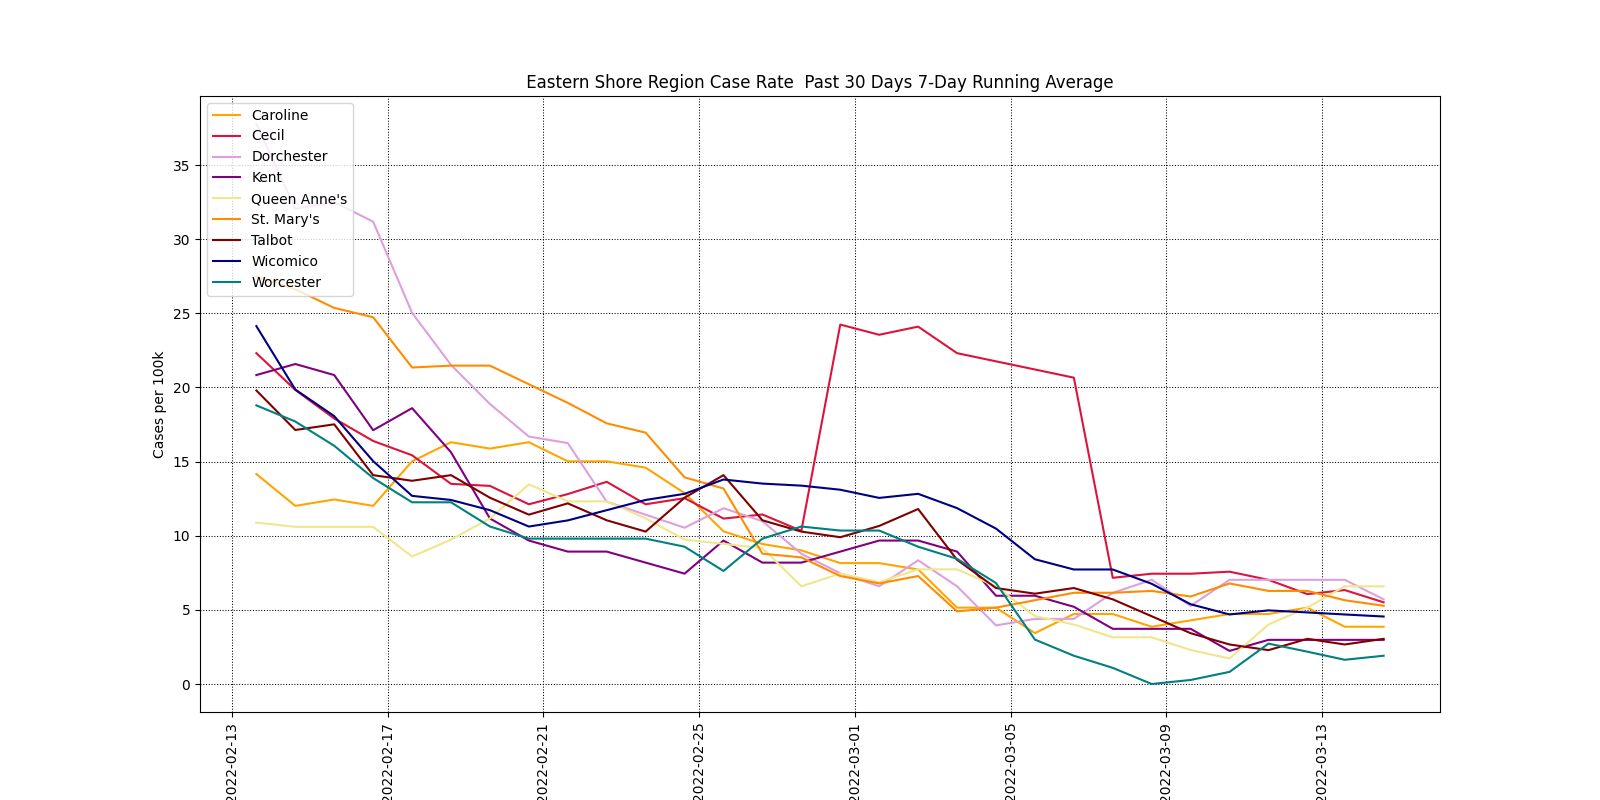 Eastern Shore Region Case Rate  Past 30 Days 7-Day Running Average
Caroline
Cecil
Dorchester
Kent
Queen Anne's
St. Mary's
Talbot
Wicomico
Worcester
Cases per 100k
35
30
25
20
15
10
5
0
2022-02-13
2022-02-17
2022-02-21
2022-02-25
2022-03-01
2022-03-05
2022-03-09
2022-03-13